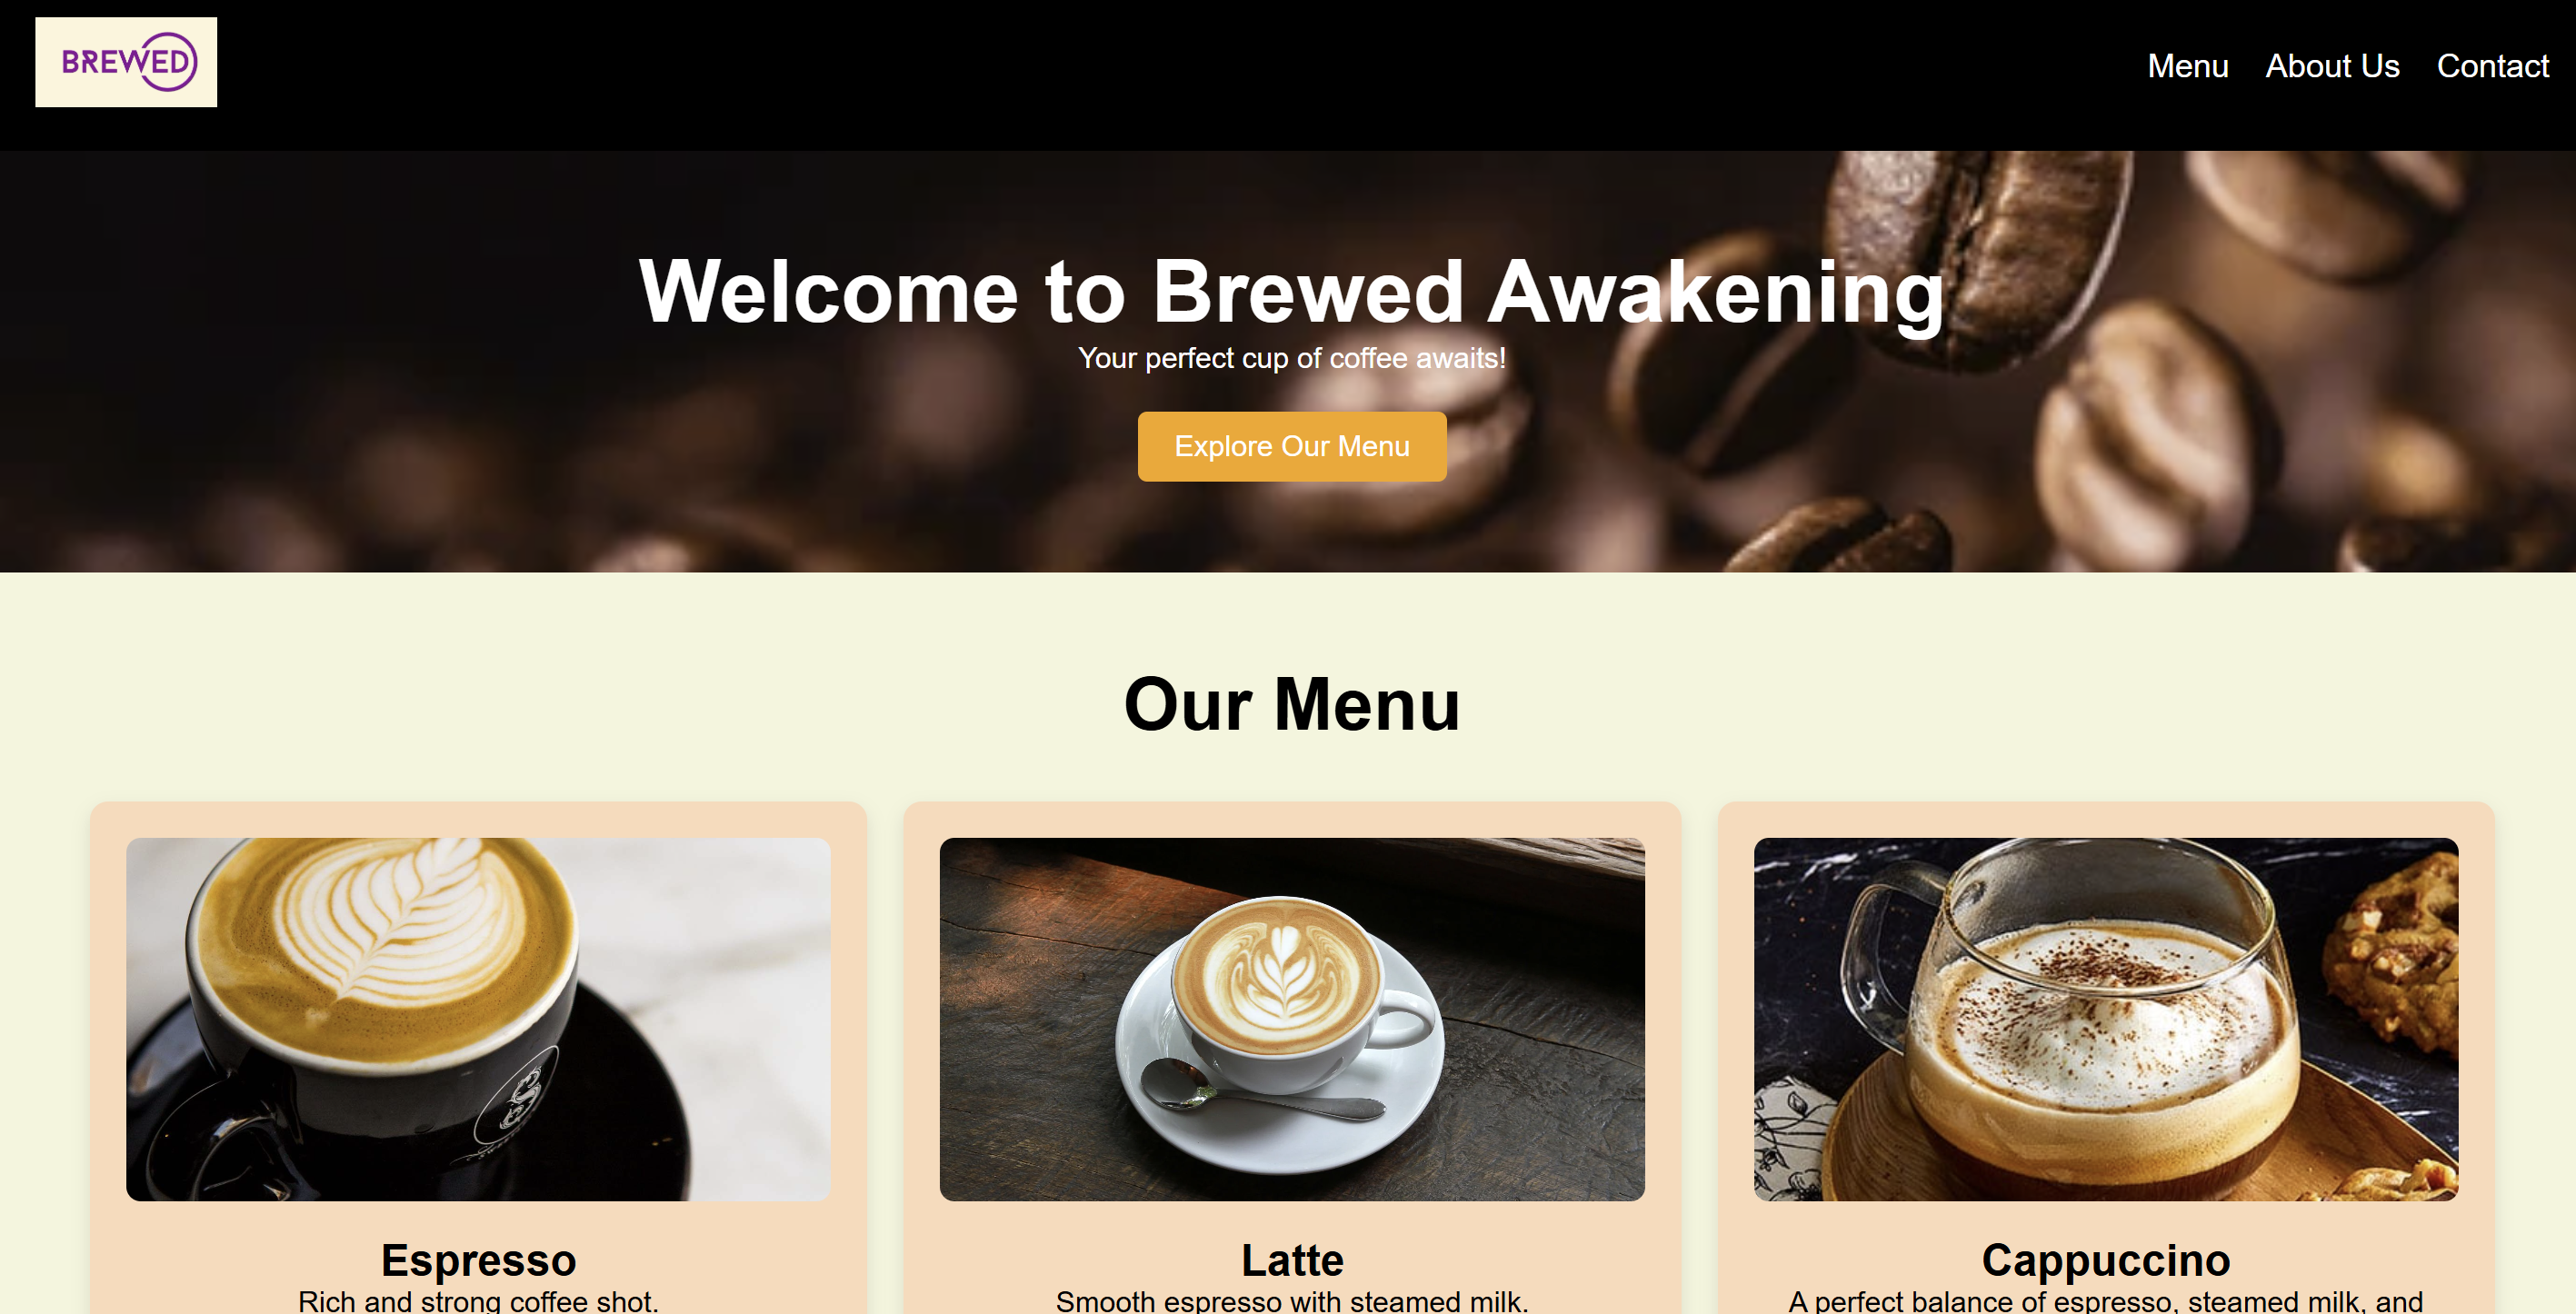 BREWED
Menu About Us Contact
Welcome to Brewed Awakening
Your perfect cup of coffee awaits!
Explore Our Menu
Our Menu
Espresso
Rich and strong coffee shot.
Latte
Smooth espresso with steamed milk.
Cappuccino
A perfect balance of espresso, steamed milk, and